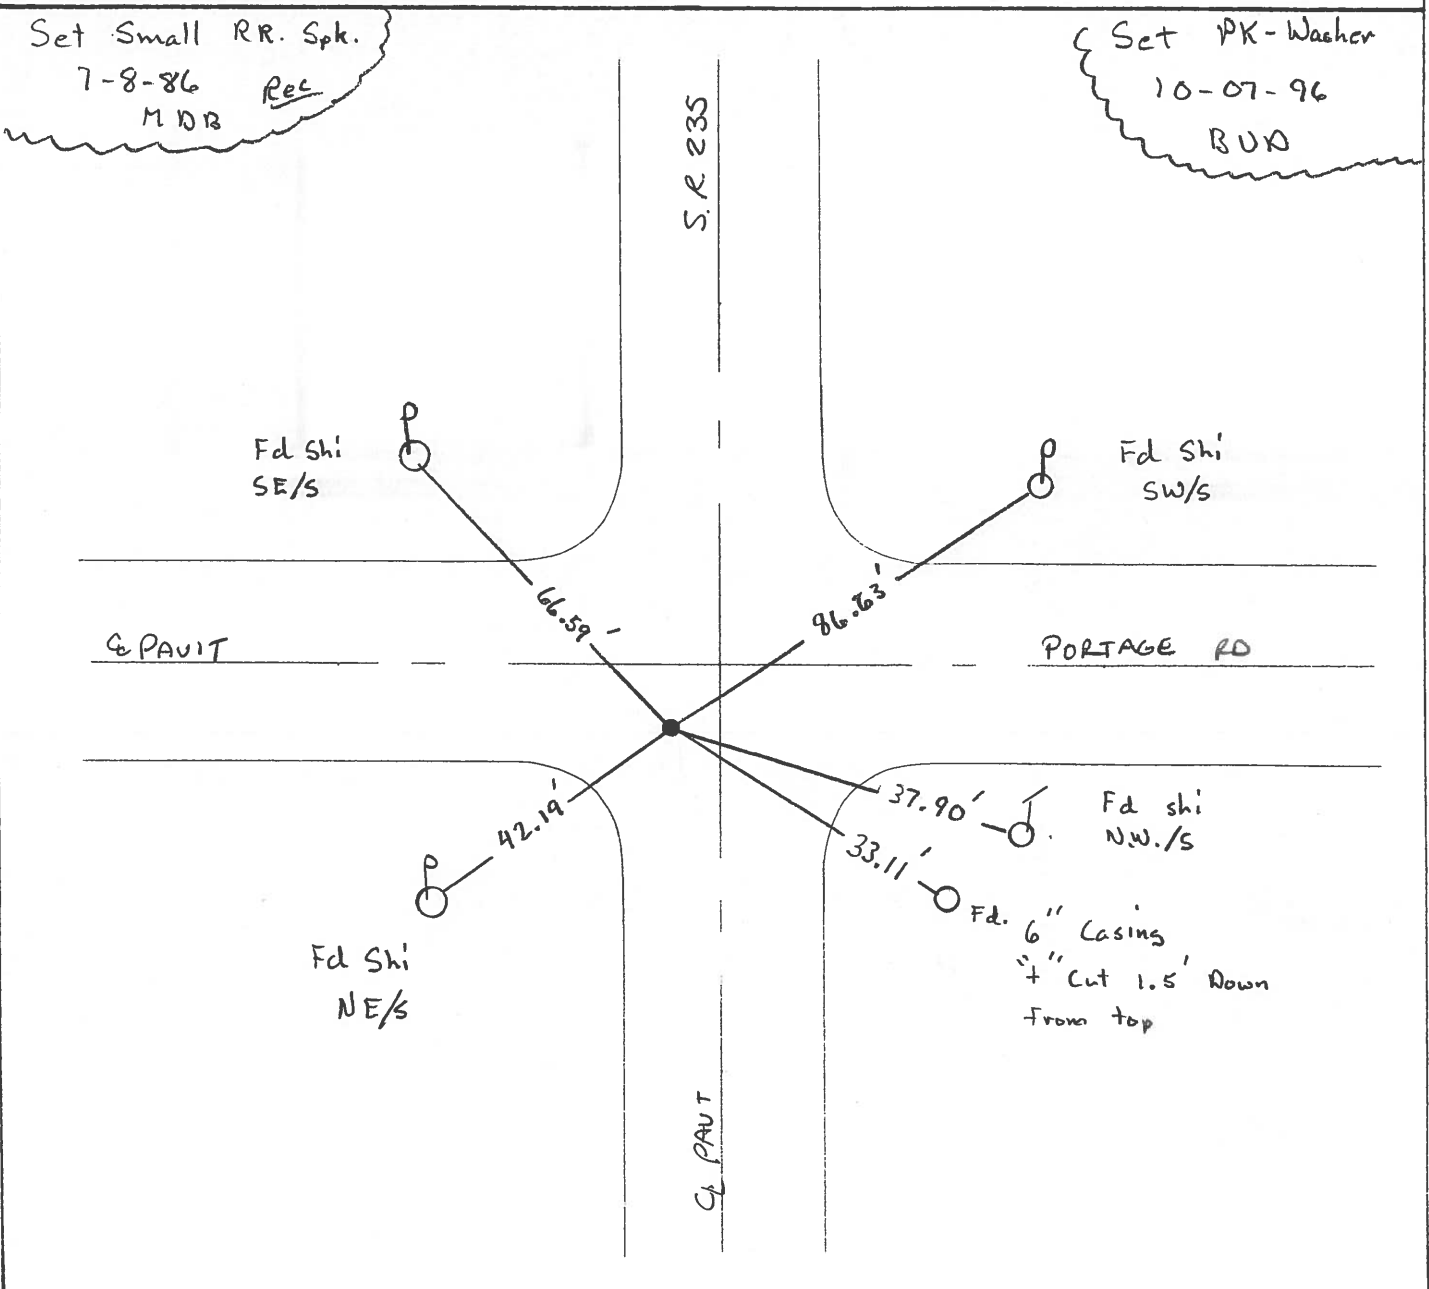 Set Small RR. Spk.
7-8-86 Rec
MDB
Set PK-Washer
10-07-96
BUD
S.R 235
P
Fd Shi
SE/S
P
Fd Shi
SW/S
66.59'
86.63'
℄ PAVIT
PORTAGE RD
42.19'
37.90'
Fd shi
N.W./S
33.11'
P
Fd. 6" Casing
"+" Cut 1.5' Down
From top
Fd Shi
NE/S
℄ PAVT